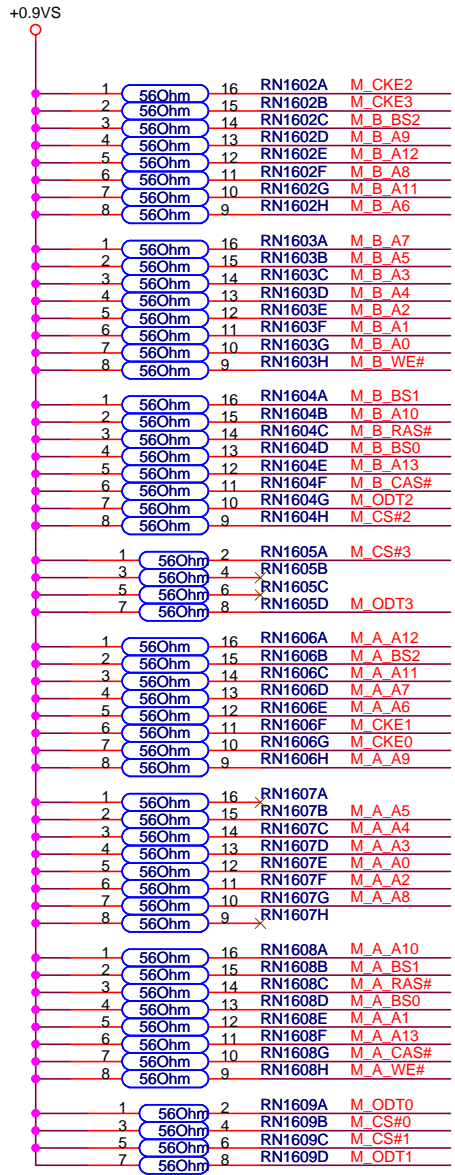 +0.9VS
1 56Ohm 16 RN1602A M_CKE2
2 56Ohm 15 RN1602B M_CKE3
3 56Ohm 14 RN1602C M_B_BS2
4 56Ohm 13 RN1602D M_B_A9
5 56Ohm 12 RN1602E M_B_A12
6 56Ohm 11 RN1602F M_B_A8
7 56Ohm 10 RN1602G M_B_A11
8 56Ohm 9 RN1602H M_B_A6
1 56Ohm 16 RN1603A M_B_A7
2 56Ohm 15 RN1603B M_B_A5
3 56Ohm 14 RN1603C M_B_A3
4 56Ohm 13 RN1603D M_B_A4
5 56Ohm 12 RN1603E M_B_A2
6 56Ohm 11 RN1603F M_B_A1
7 56Ohm 10 RN1603G M_B_A0
8 56Ohm 9 RN1603H M_B_WE#
1 56Ohm 16 RN1604A M_B_BS1
2 56Ohm 15 RN1604B M_B_A10
3 56Ohm 14 RN1604C M_B_RAS#
4 56Ohm 13 RN1604D M_B_BS0
5 56Ohm 12 RN1604E M_B_A13
6 56Ohm 11 RN1604F M_B_CAS#
7 56Ohm 10 RN1604G M_ODT2
8 56Ohm 9 RN1604H M_CS#2
1 56Ohm 2 RN1605A M_CS#3
3 56Ohm 4 RN1605B
5 56Ohm 6 RN1605C
7 56Ohm 8 RN1605D M_ODT3
1 56Ohm 16 RN1606A M_A_A12
2 56Ohm 15 RN1606B M_A_BS2
3 56Ohm 14 RN1606C M_A_A11
4 56Ohm 13 RN1606D M_A_A7
5 56Ohm 12 RN1606E M_A_A6
6 56Ohm 11 RN1606F M_CKE1
7 56Ohm 10 RN1606G M_CKE0
8 56Ohm 9 RN1606H M_A_A9
1 56Ohm 16 RN1607A
2 56Ohm 15 RN1607B M_A_A5
3 56Ohm 14 RN1607C M_A_A4
4 56Ohm 13 RN1607D M_A_A3
5 56Ohm 12 RN1607E M_A_A0
6 56Ohm 11 RN1607F M_A_A2
7 56Ohm 10 RN1607G M_A_A8
8 56Ohm 9 RN1607H
1 56Ohm 16 RN1608A M_A_A10
2 56Ohm 15 RN1608B M_A_BS1
3 56Ohm 14 RN1608C M_A_RAS#
4 56Ohm 13 RN1608D M_A_BS0
5 56Ohm 12 RN1608E M_A_A1
6 56Ohm 11 RN1608F M_A_A13
7 56Ohm 10 RN1608G M_A_CAS#
8 56Ohm 9 RN1608H M_A_WE#
1 56Ohm 2 RN1609A M_ODT0
3 56Ohm 4 RN1609B M_CS#0
5 56Ohm 6 RN1609C M_CS#1
7 56Ohm 8 RN1609D M_ODT1